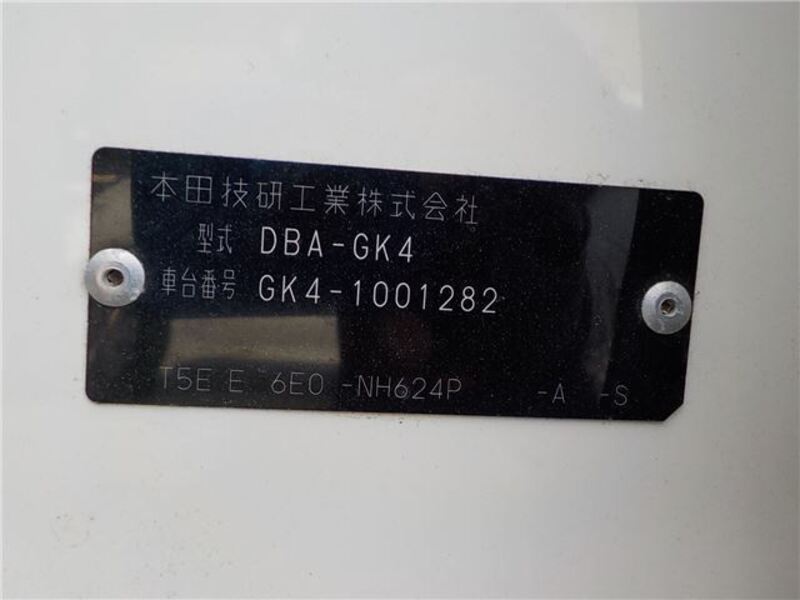 本田技研工業株式会社
型式 DBA-GK4
車台番号 GK4-1001282
T5E E 6E0 -NH624P -A -S